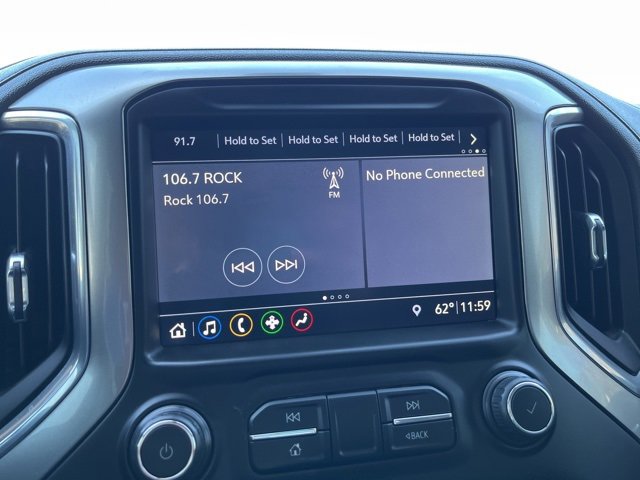 91.7 Hold to Set Hold to Set Hold to Set Hold to Set
106.7 ROCK
Rock 106.7
FM
No Phone Connected
62° 11:59
BACK